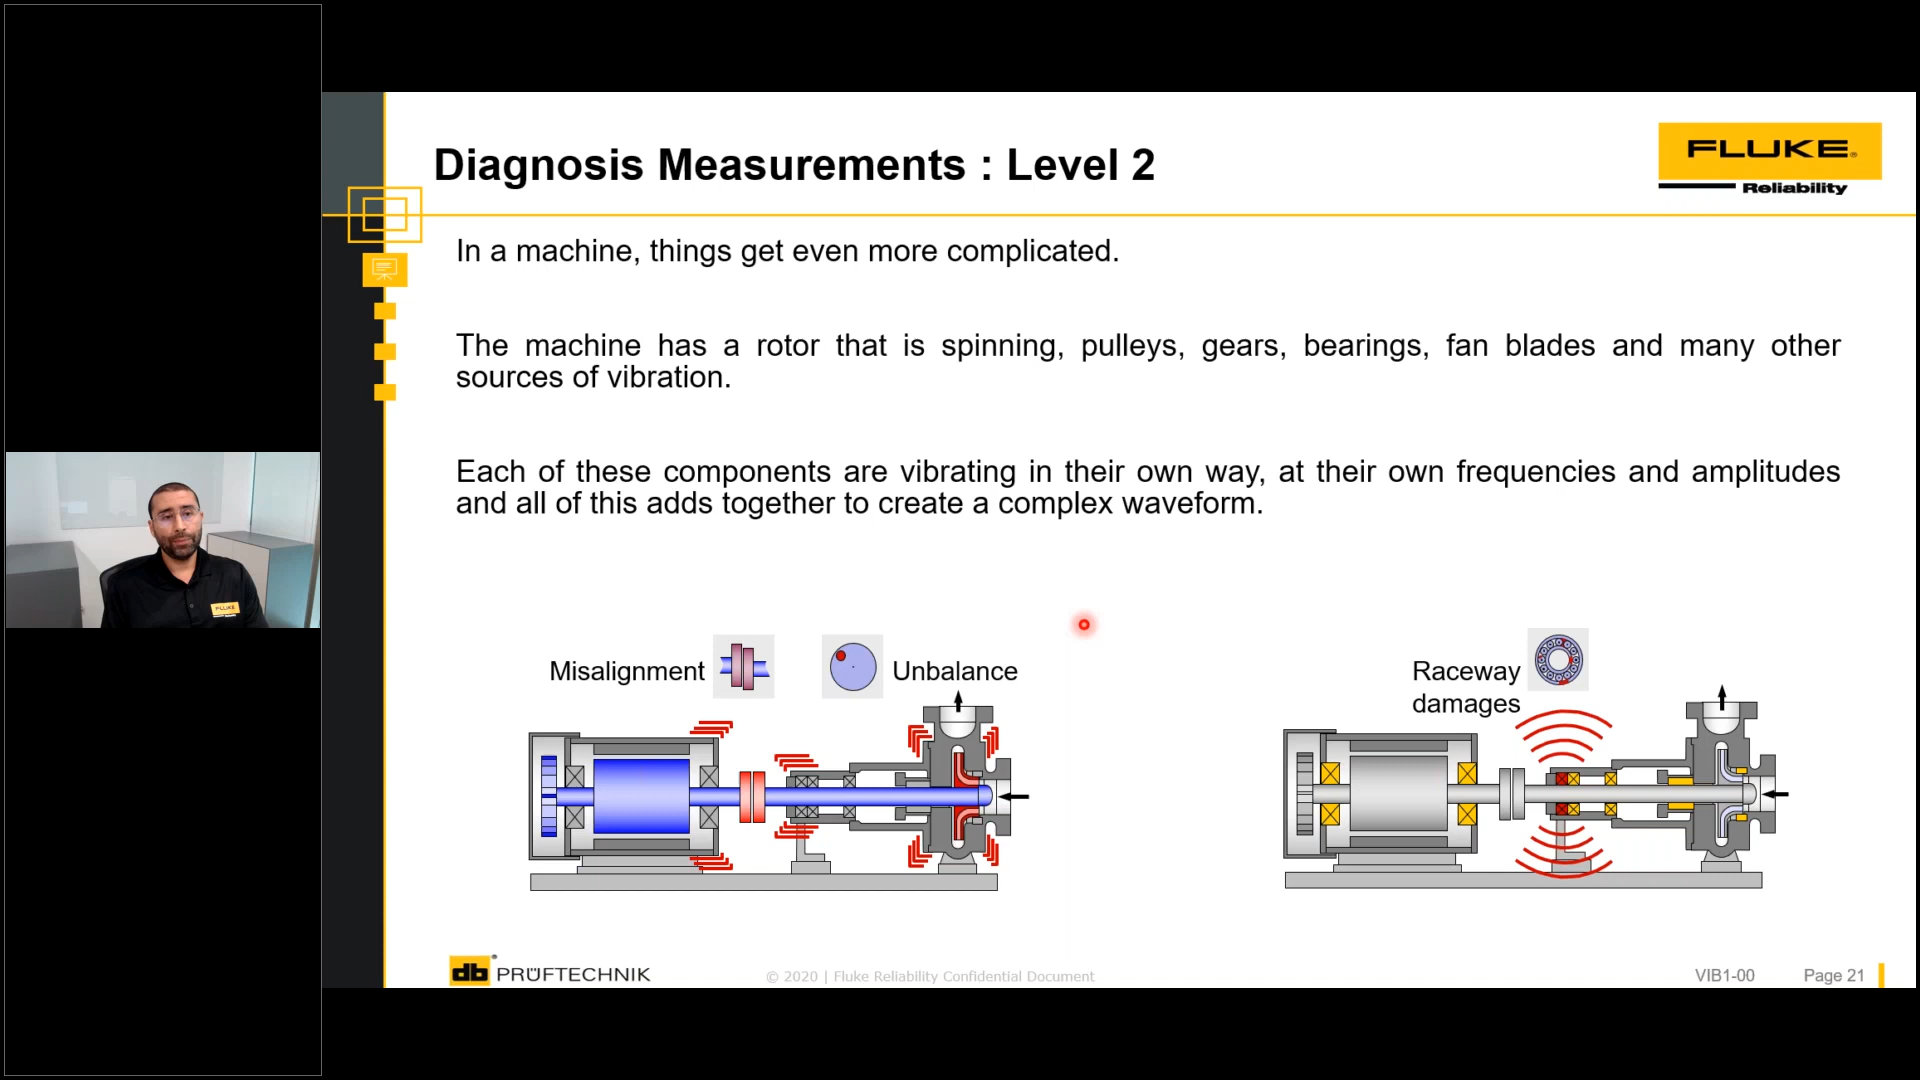 Diagnosis Measurements : Level 2
FLUKE®
Reliability
In a machine, things get even more complicated.
The machine has a rotor that is spinning, pulleys, gears, bearings, fan blades and many other
sources of vibration.
Each of these components are vibrating in their own way, at their own frequencies and amplitudes
and all of this adds together to create a complex waveform.
FLUKE
Misalignment
Unbalance
Raceway
damages
db PRÜFTECHNIK
© 2020 | Fluke Reliability Confidential Document
VIB1-00
Page 21